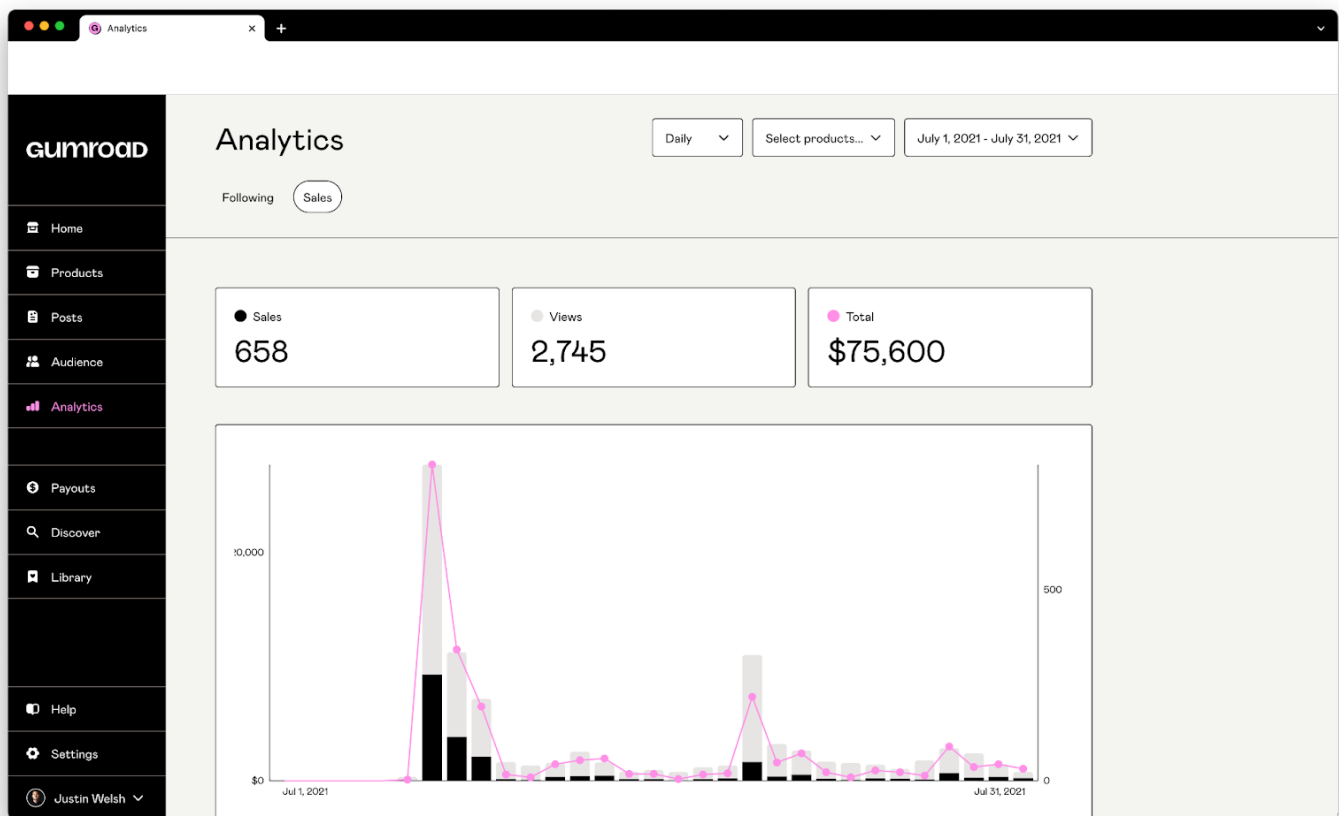 Analytics
GUMROAD
Home
Products
Posts
Audience
Analytics
Payouts
Discover
Library
Help
Settings
Justin Welsh
Analytics
Daily
Select products...
July 1, 2021 - July 31, 2021
Following
Sales
Sales
658
Views
2,745
Total
$75,600
0,000
$0
500
0
Jul 1, 2021
Jul 31, 2021